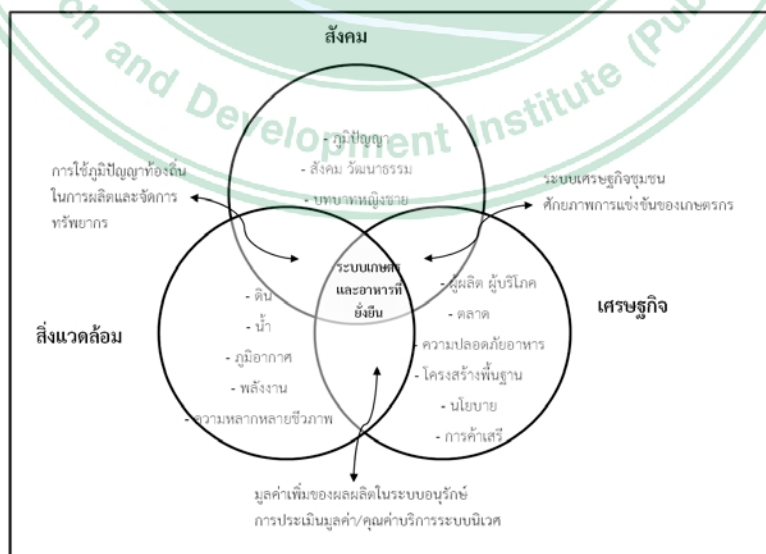 สังคม
ch and Development Institute (Pub
- ภูมิปัญญา
- สังคม วัฒนธรรม
- บทบาทหญิงชาย
การใช้ภูมิปัญญาท้องถิ่น
ในการผลิตและจัดการ
ทรัพยากร
ระบบเศรษฐกิจชุมชน
ศักยภาพการแข่งขันของเกษตรกร
ระบบเกษตร
และอาหารที่
ยั่งยืน
สิ่งแวดล้อม
- ดิน
- น้ำ
- ภูมิอากาศ
- พลังงาน
- ความหลากหลายชีวภาพ
เศรษฐกิจ
- ผู้ผลิต ผู้บริโภค
- ตลาด
- ความปลอดภัยอาหาร
- โครงสร้างพื้นฐาน
- นโยบาย
- การค้าเสรี
มูลค่าเพิ่มของผลผลิตในระบบอนุรักษ์
การประเมินมูลค่า/คุณค่าบริการระบบนิเวศ